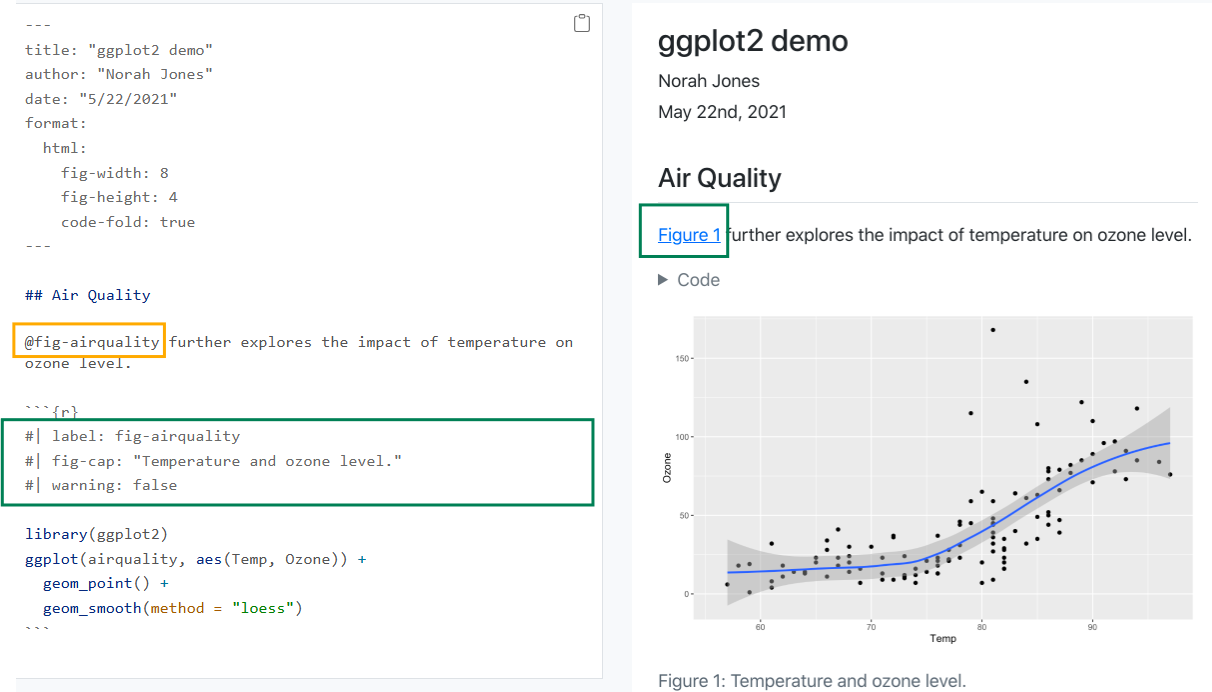 ---
title: "ggplot2 demo"
author: "Norah Jones"
date: "5/22/2021"
format:
  html:
    fig-width: 8
    fig-height: 4
    code-fold: true
---
## Air Quality
@fig-airquality further explores the impact of temperature on
ozone level.
```{r}
#| label: fig-airquality
#| fig-cap: "Temperature and ozone level."
#| warning: false
library(ggplot2)
ggplot(airquality, aes(Temp, Ozone)) +
  geom_point() +
  geom_smooth(method = "loess")
```
ggplot2 demo
Norah Jones
May 22nd, 2021
Air Quality
Figure 1 further explores the impact of temperature on ozone level.
Code
150
100
50
0
Ozone
60 70 80 90
Temp
Figure 1: Temperature and ozone level.